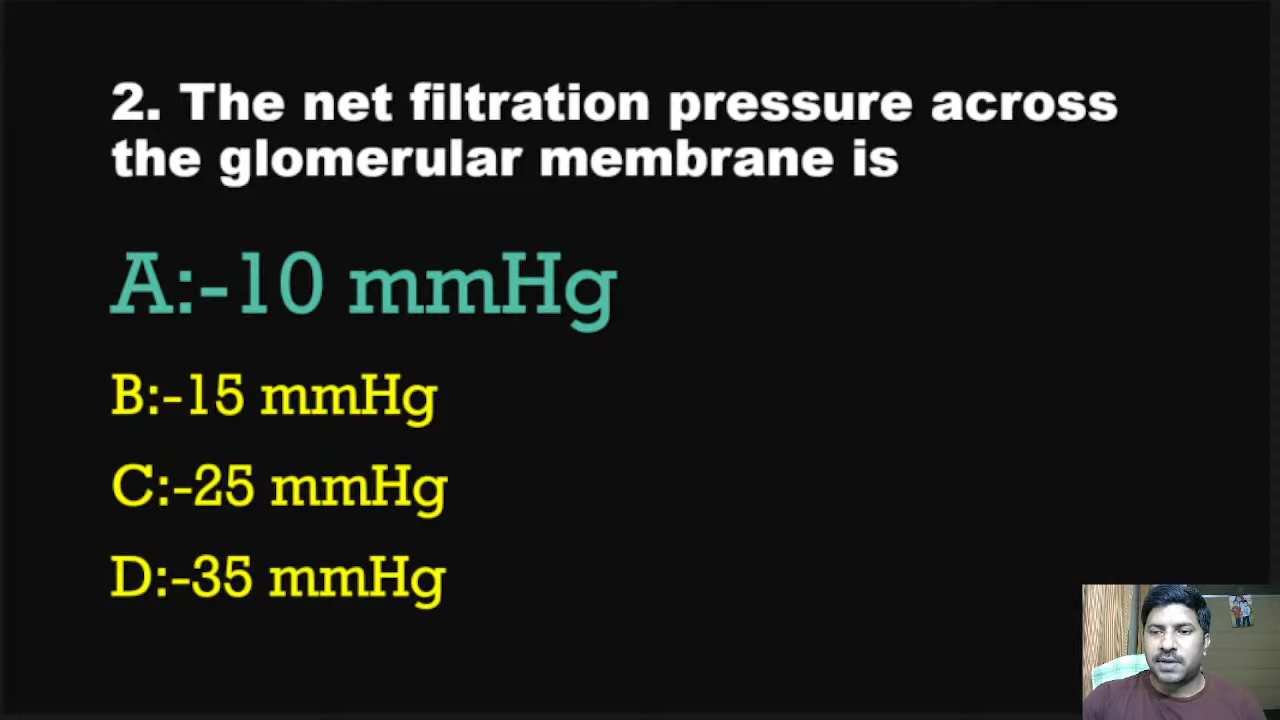 2. The net filtration pressure across
the glomerular membrane is
A:-10 mmHg
B:-15 mmHg
C:-25 mmHg
D:-35 mmHg